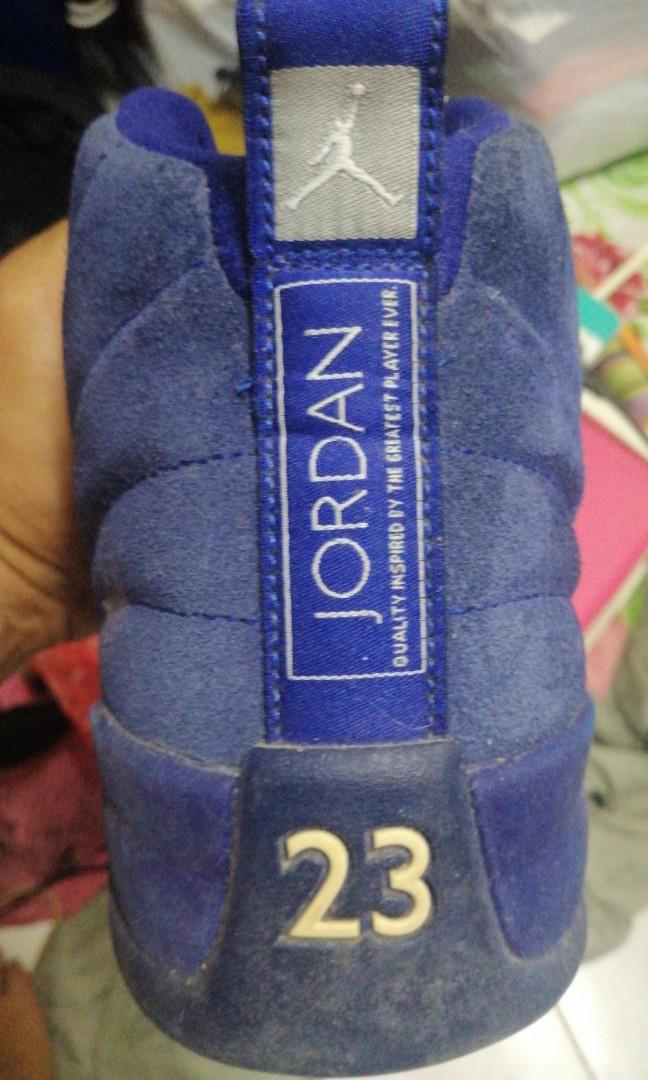 JORDAN
QUALITY INSPIRED BY THE GREATEST PLAYER EVER.
23